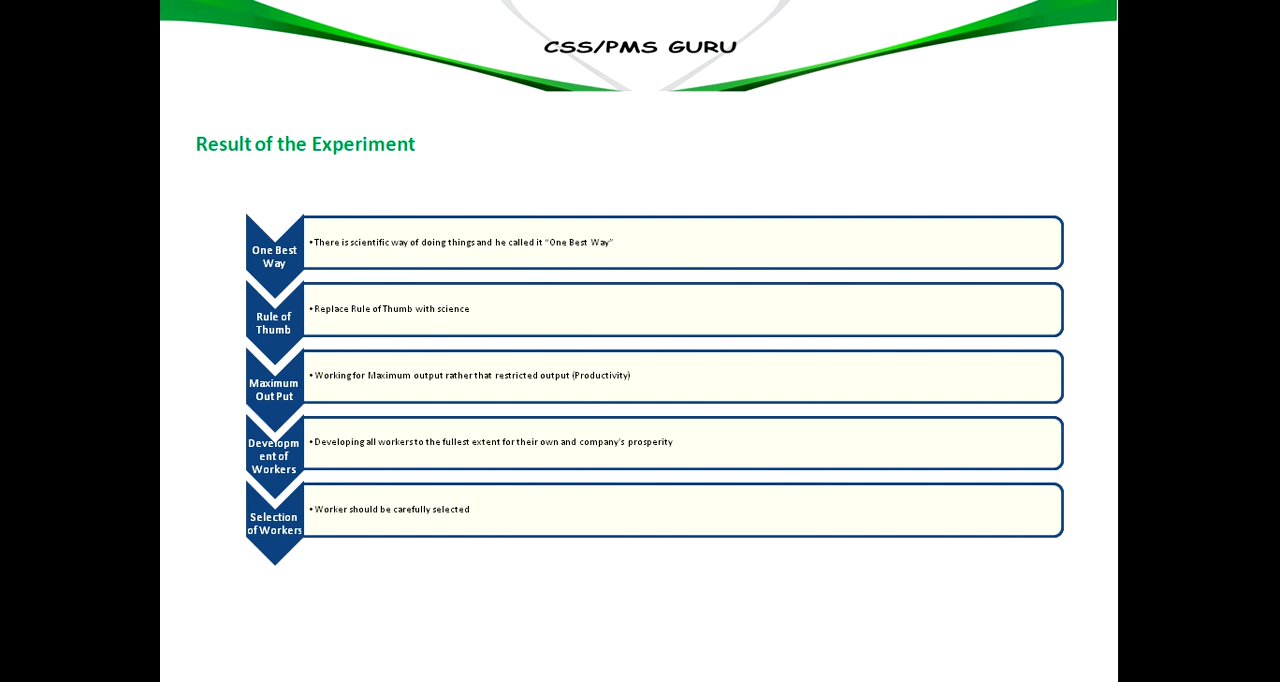 CSS/PMS GURU
Result of the Experiment
One Best
Way
•There is scientific way of doing things and he called it “One Best Way”
Rule of
Thumb
•Replace Rule of Thumb with science
Maximum
Out Put
•Working for Maximum output rather that restricted output (Productivity)
Developm
ent of
Workers
•Developing all workers to the fullest extent for their own and company’s prosperity
Selection
of Workers
•Worker should be carefully selected